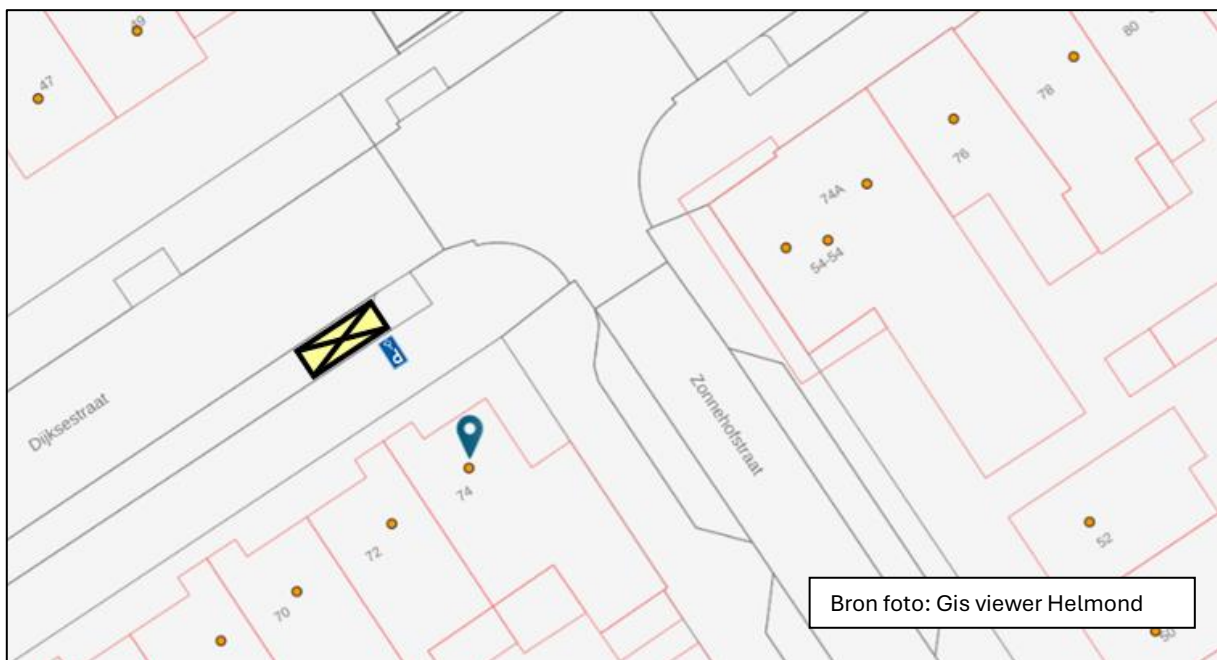 49
47
80
78
76
74A
54-54
P
Dijksestraat
Zonnehofstraat
74
72
70
52
50
Bron foto: Gis viewer Helmond